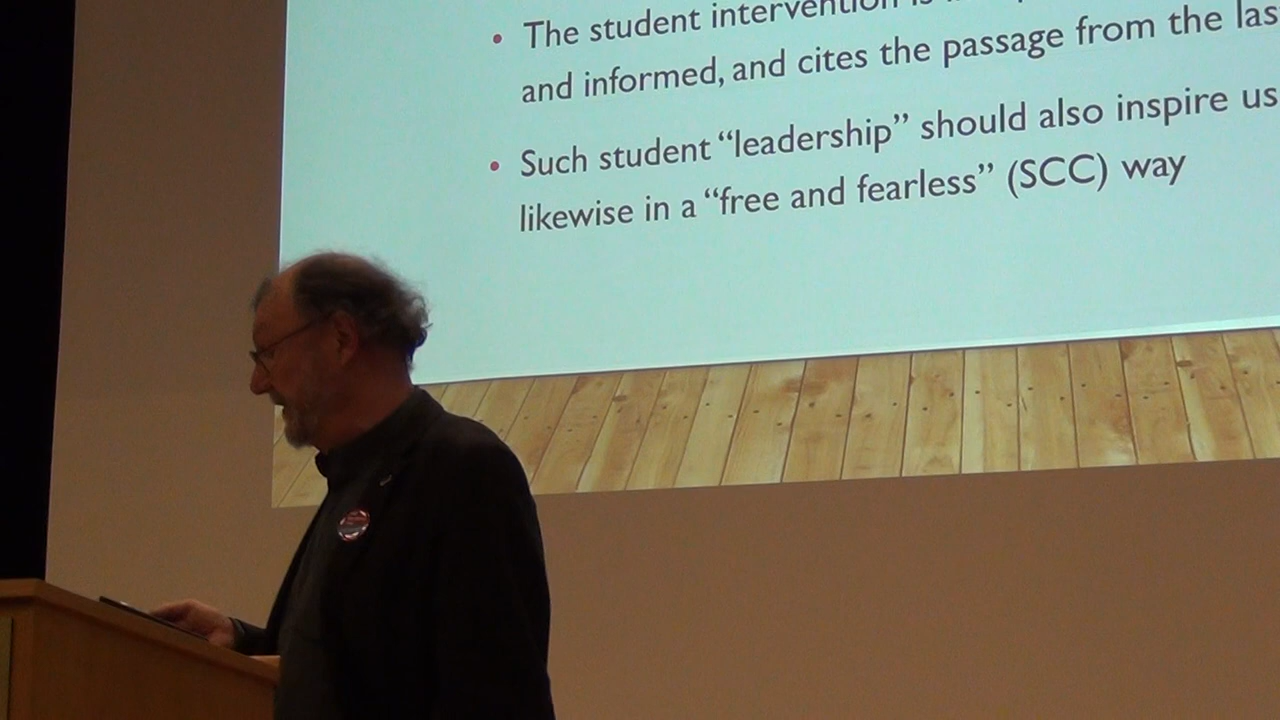 • The student intervention is
and informed, and cites the passage from the las
• Such student “leadership” should also inspire us
likewise in a “free and fearless” (SCC) way